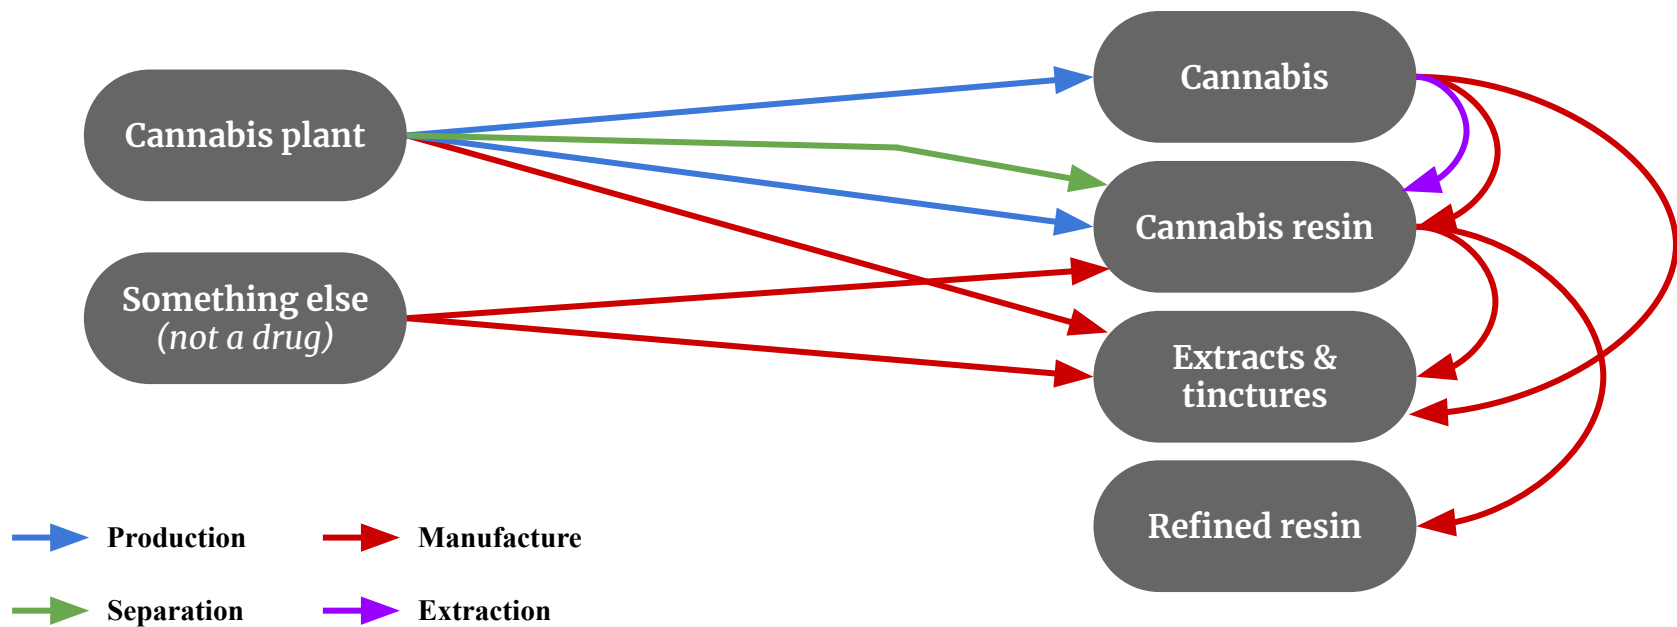 Cannabis plant
Something else
(not a drug)
Cannabis
Cannabis resin
Extracts &
tinctures
Refined resin
Production
Manufacture
Separation
Extraction